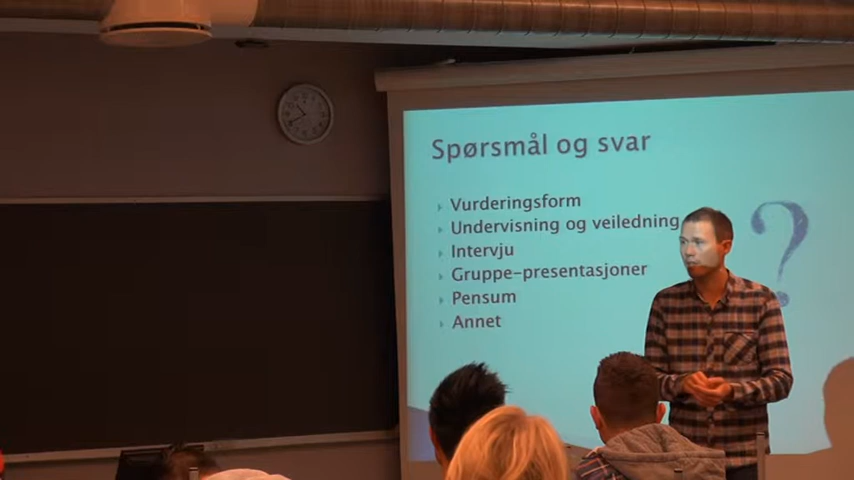 Spørsmål og svar
Vurderingsform
Undervisning og veiledning
Intervju
Gruppe-presentasjoner
Pensum
Annet
?